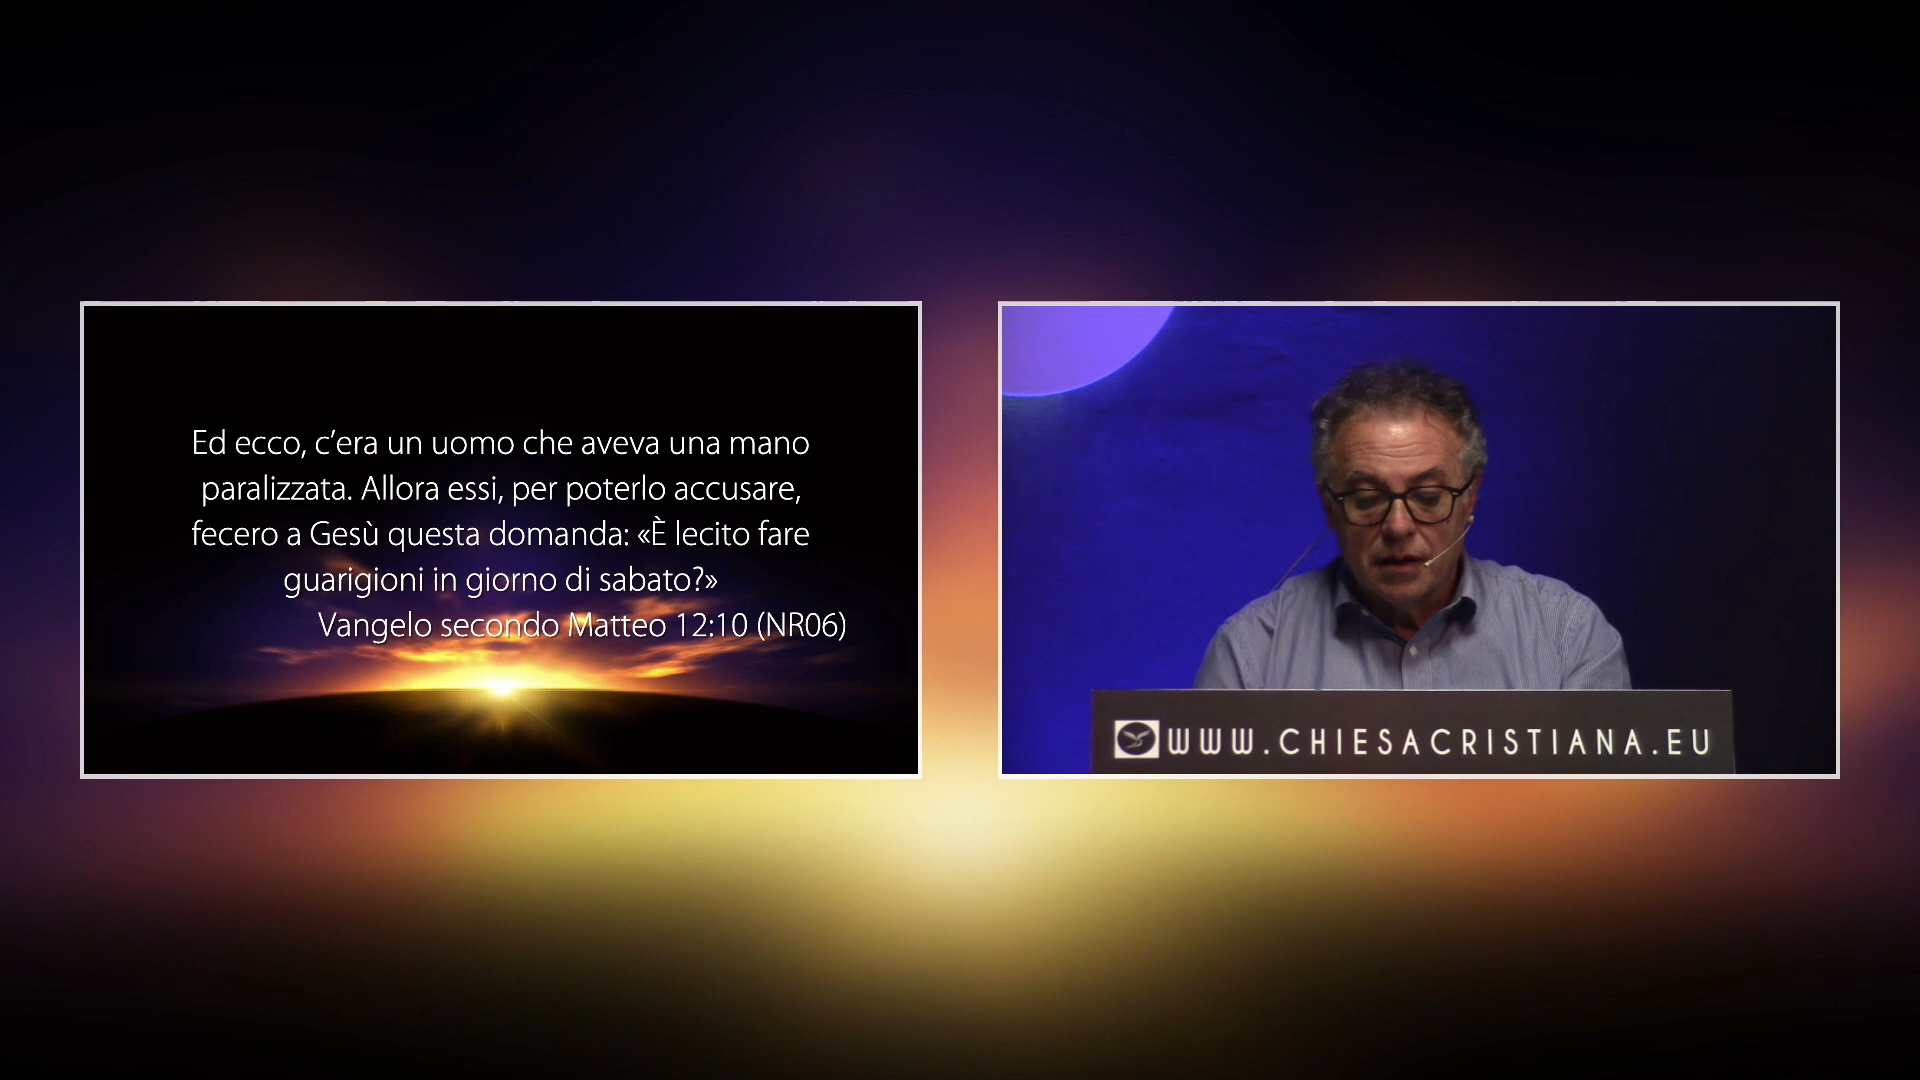 Ed ecco, c’era un uomo che aveva una mano
paralizzata. Allora essi, per poterlo accusare,
fecero a Gesù questa domanda: «È lecito fare
guarigioni in giorno di sabato?»
Vangelo secondo Matteo 12:10 (NR06)
WWW.CHIESACRISTIANA.EU